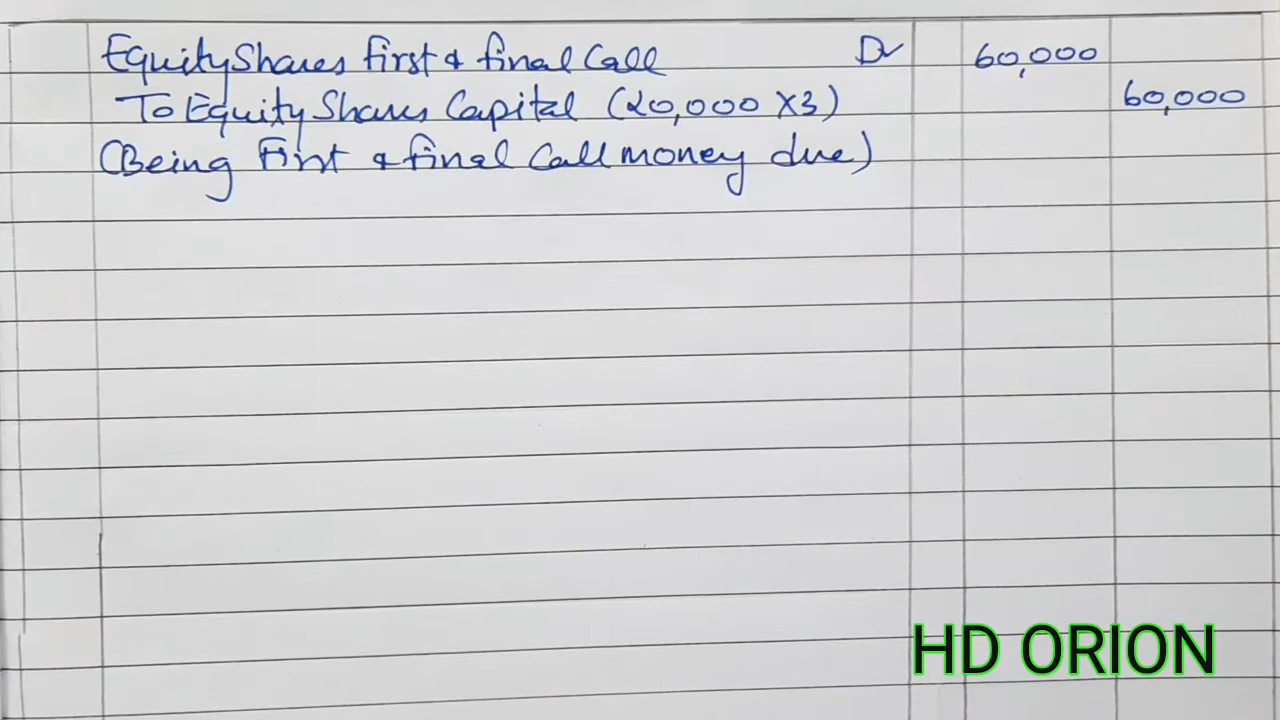 Equity Shares first & final Call Dr 60,000
To Equity Shares Capital (20,000 X3) 60,000
(Being First & final Call money due)
HD ORION